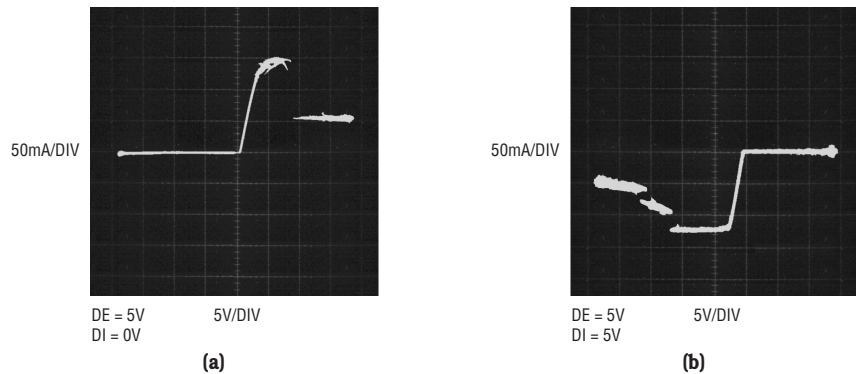 50mA/DIV
DE = 5V
DI = 0V
5V/DIV
(a)
50mA/DIV
DE = 5V
DI = 5V
5V/DIV
(b)